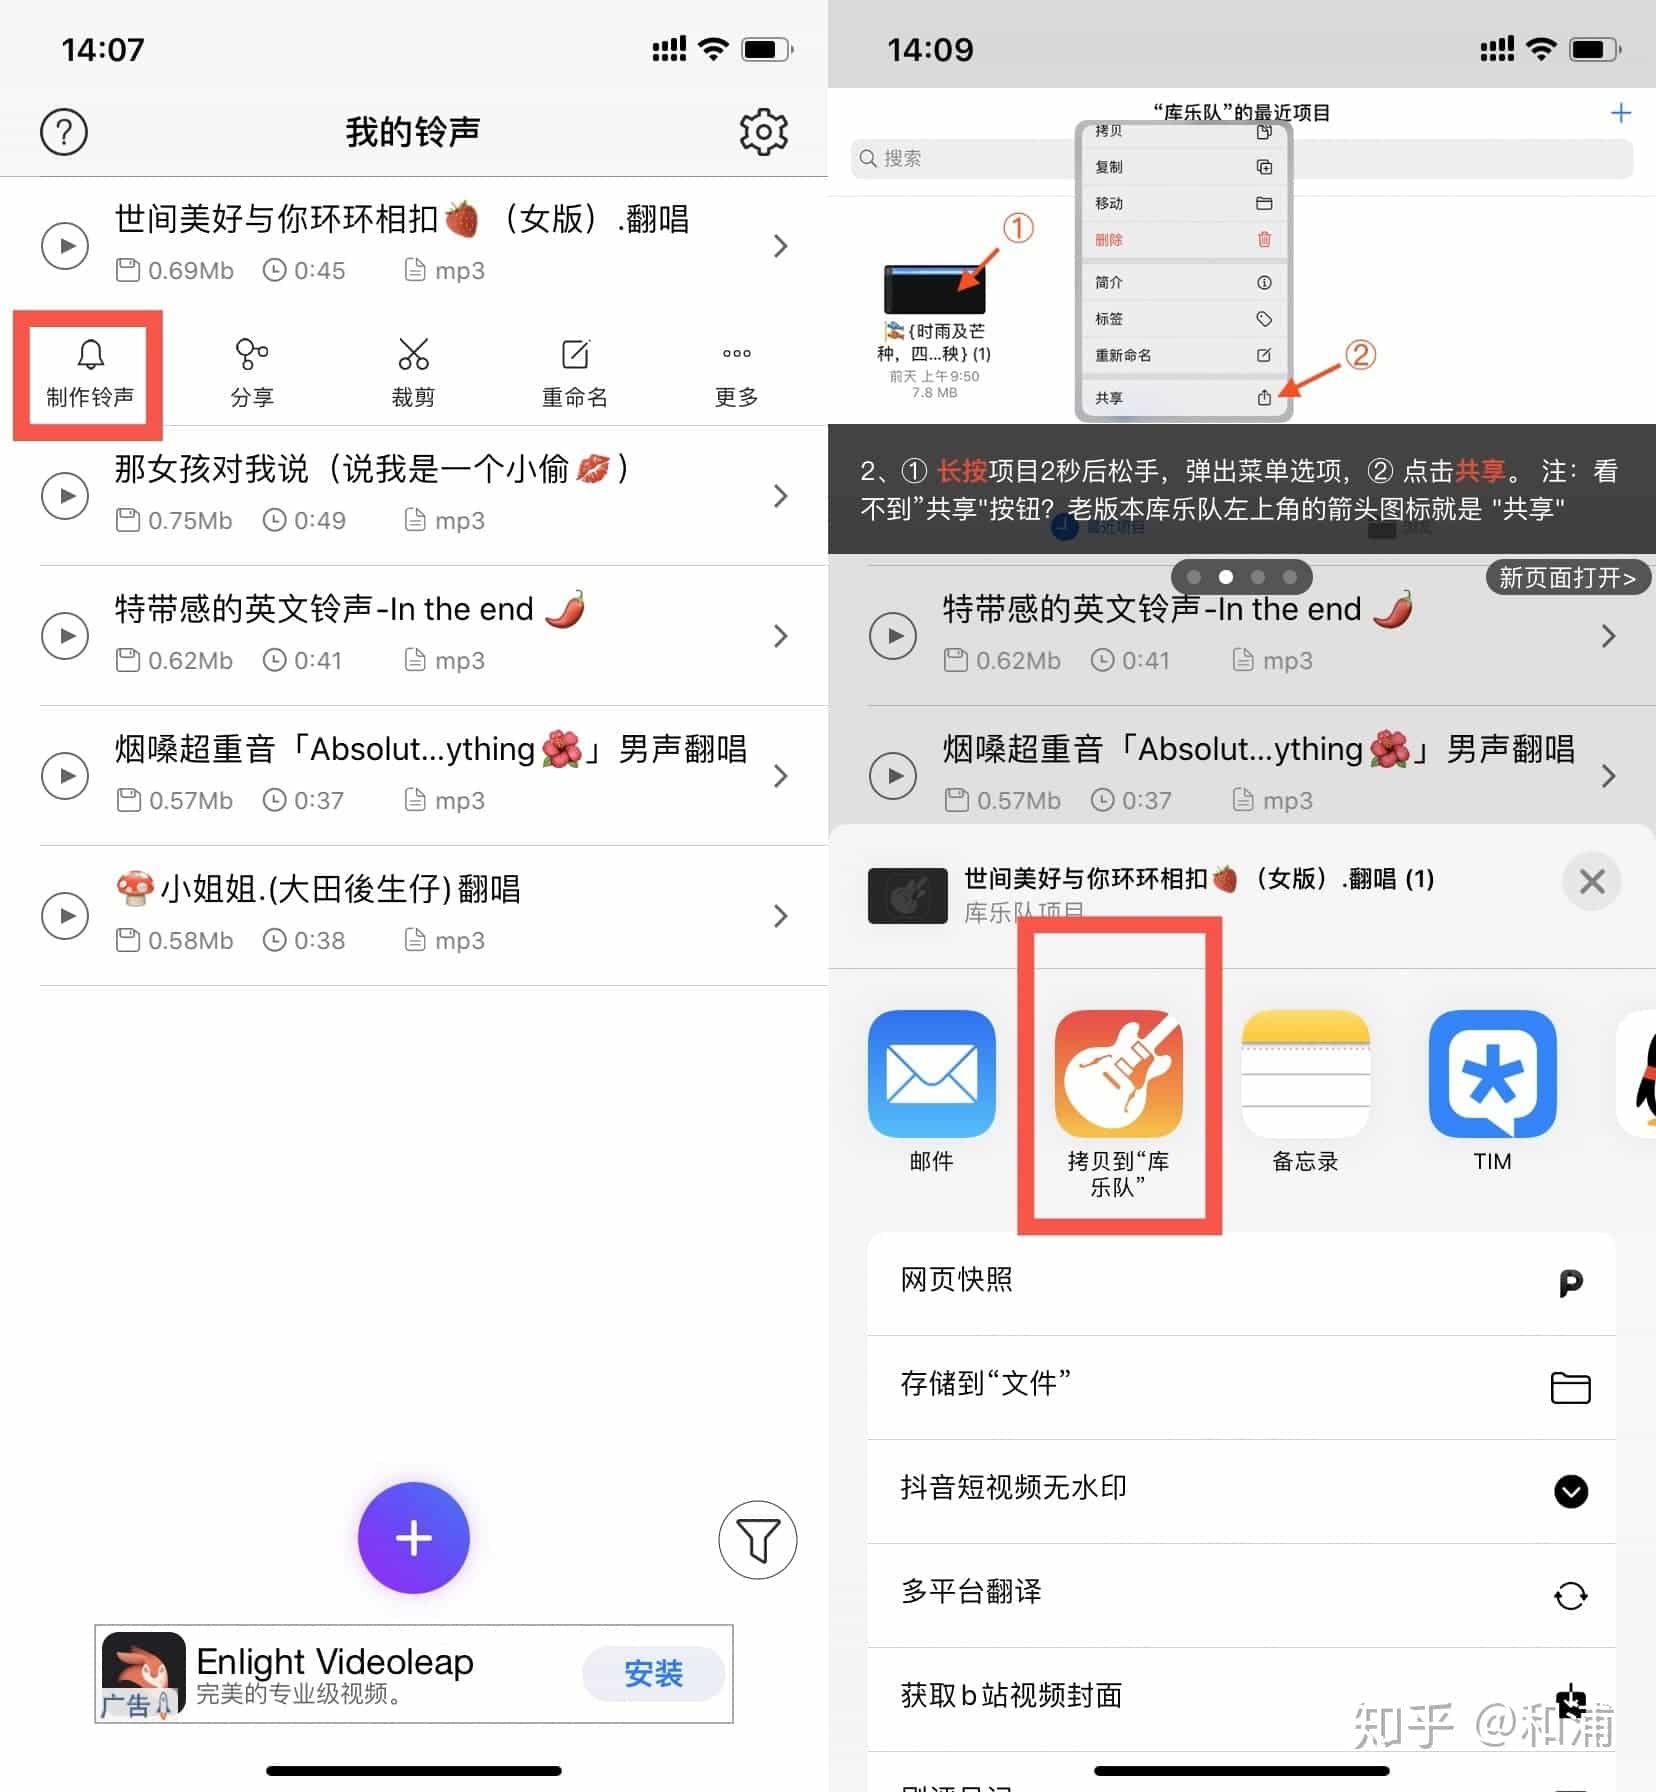 14:07
我的铃声
世间美好与你环环相扣🍓（女版）.翻唱
0.69Mb 0:45 mp3
制作铃声 分享 裁剪 重命名 更多
那女孩对我说（说我是一个小偷💋）
0.75Mb 0:49 mp3
特带感的英文铃声-In the end 🌶️
0.62Mb 0:41 mp3
烟嗓超重音「Absolut...ything🌺」男声翻唱
0.57Mb 0:37 mp3
🍄小姐姐.(大田後生仔)翻唱
0.58Mb 0:38 mp3
+
Enlight Videoleap
完美的专业级视频。
广告
安装
14:09
“库乐队”的最近项目
搜索
拷贝
复制
移动
删除
简介
标签
重新命名
共享
①
②
{时雨及芒
种，四...秧} (1)
前天 上午9:50
7.8 MB
2、① 长按项目2秒后松手，弹出菜单选项，② 点击共享。 注：看
不到”共享"按钮？老版本库乐队左上角的箭头图标就是 "共享"
最近项目
新页面打开>
特带感的英文铃声-In the end 🌶️
0.62Mb 0:41 mp3
烟嗓超重音「Absolut...ything🌺」男声翻唱
0.57Mb 0:37 mp3
世间美好与你环环相扣🍓（女版）.翻唱 (1)
库乐队项目
邮件
拷贝到“库
乐队”
备忘录
TIM
网页快照
存储到“文件”
抖音短视频无水印
多平台翻译
获取b站视频封面
知乎 @和浦